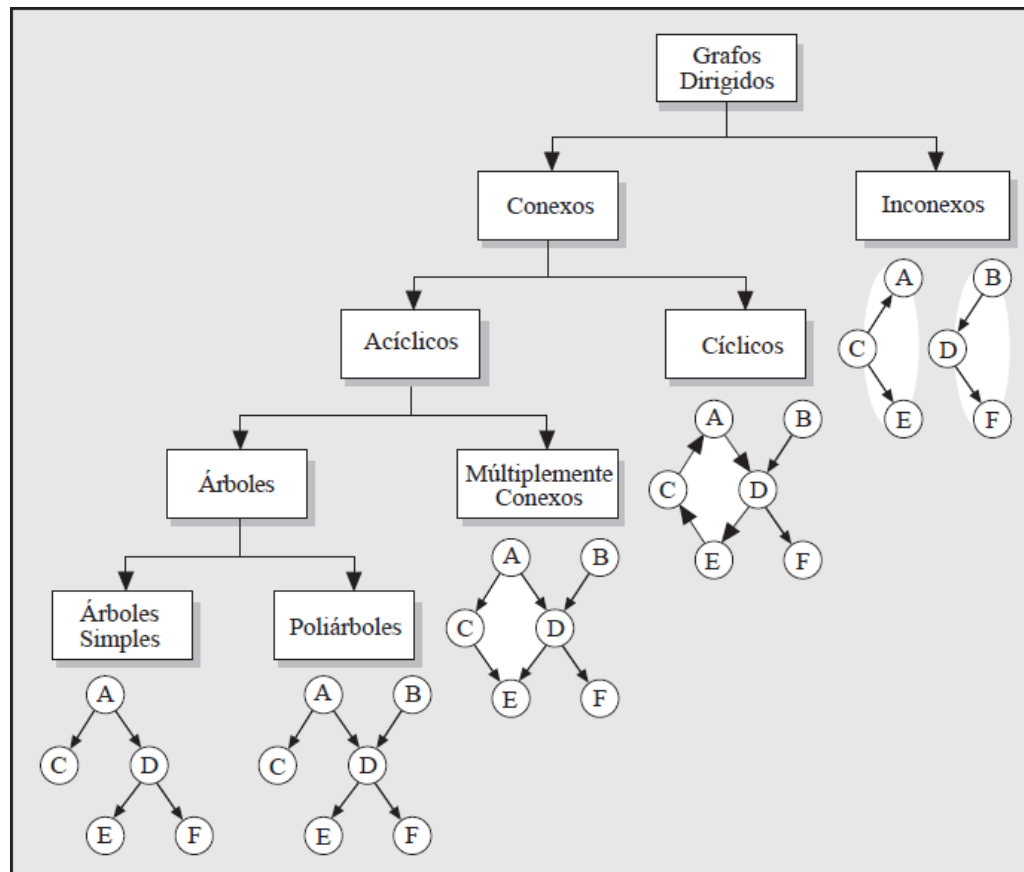 Grafos
Dirigidos
Conexos
Inconexos
Acíclicos
Cíclicos
A
B
C
D
E
F
Árboles
Múltiplemente
Conexos
A
B
C
D
E
F
Árboles
Simples
Poliárboles
A
B
C
D
E
F
A
C
D
E
F
A
B
C
D
E
F